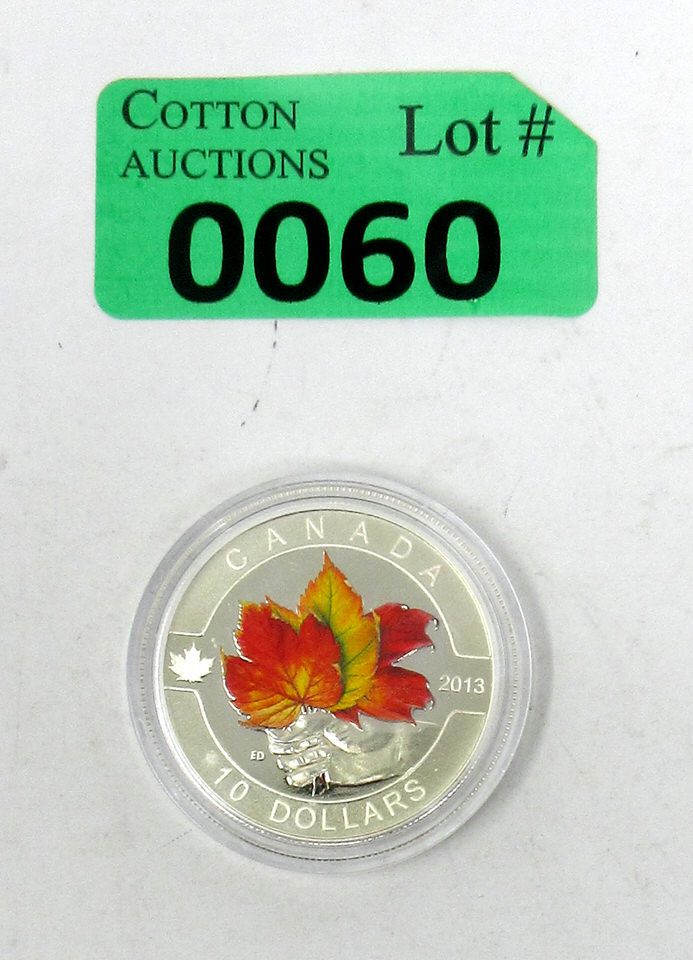 COTTON
AUCTIONS
Lot #
0060
CANADA
2013
ED
10 DOLLARS